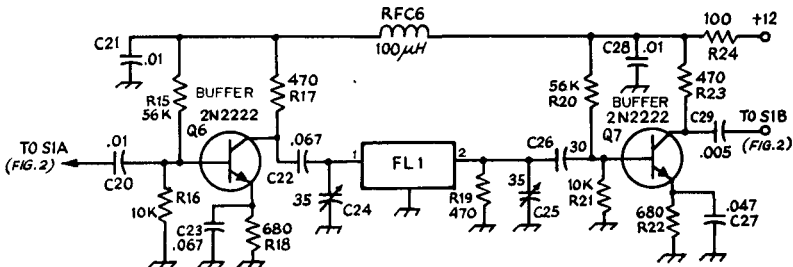 RFC6
100µH
100
+12
R24
C21
.01
R15
56K
BUFFER
2N2222
Q6
470
R17
56K
R20
C28
.01
BUFFER
2N2222
Q7
470
R23
C29
.005
TO S1B
(FIG.2)
TO S1A
(FIG.2)
.01
C20
R16
10K
C23
.067
680
R18
C22
.067
35
C24
1
FL1
2
R19
470
35
C25
C26
30
10K
R21
680
R22
.047
C27